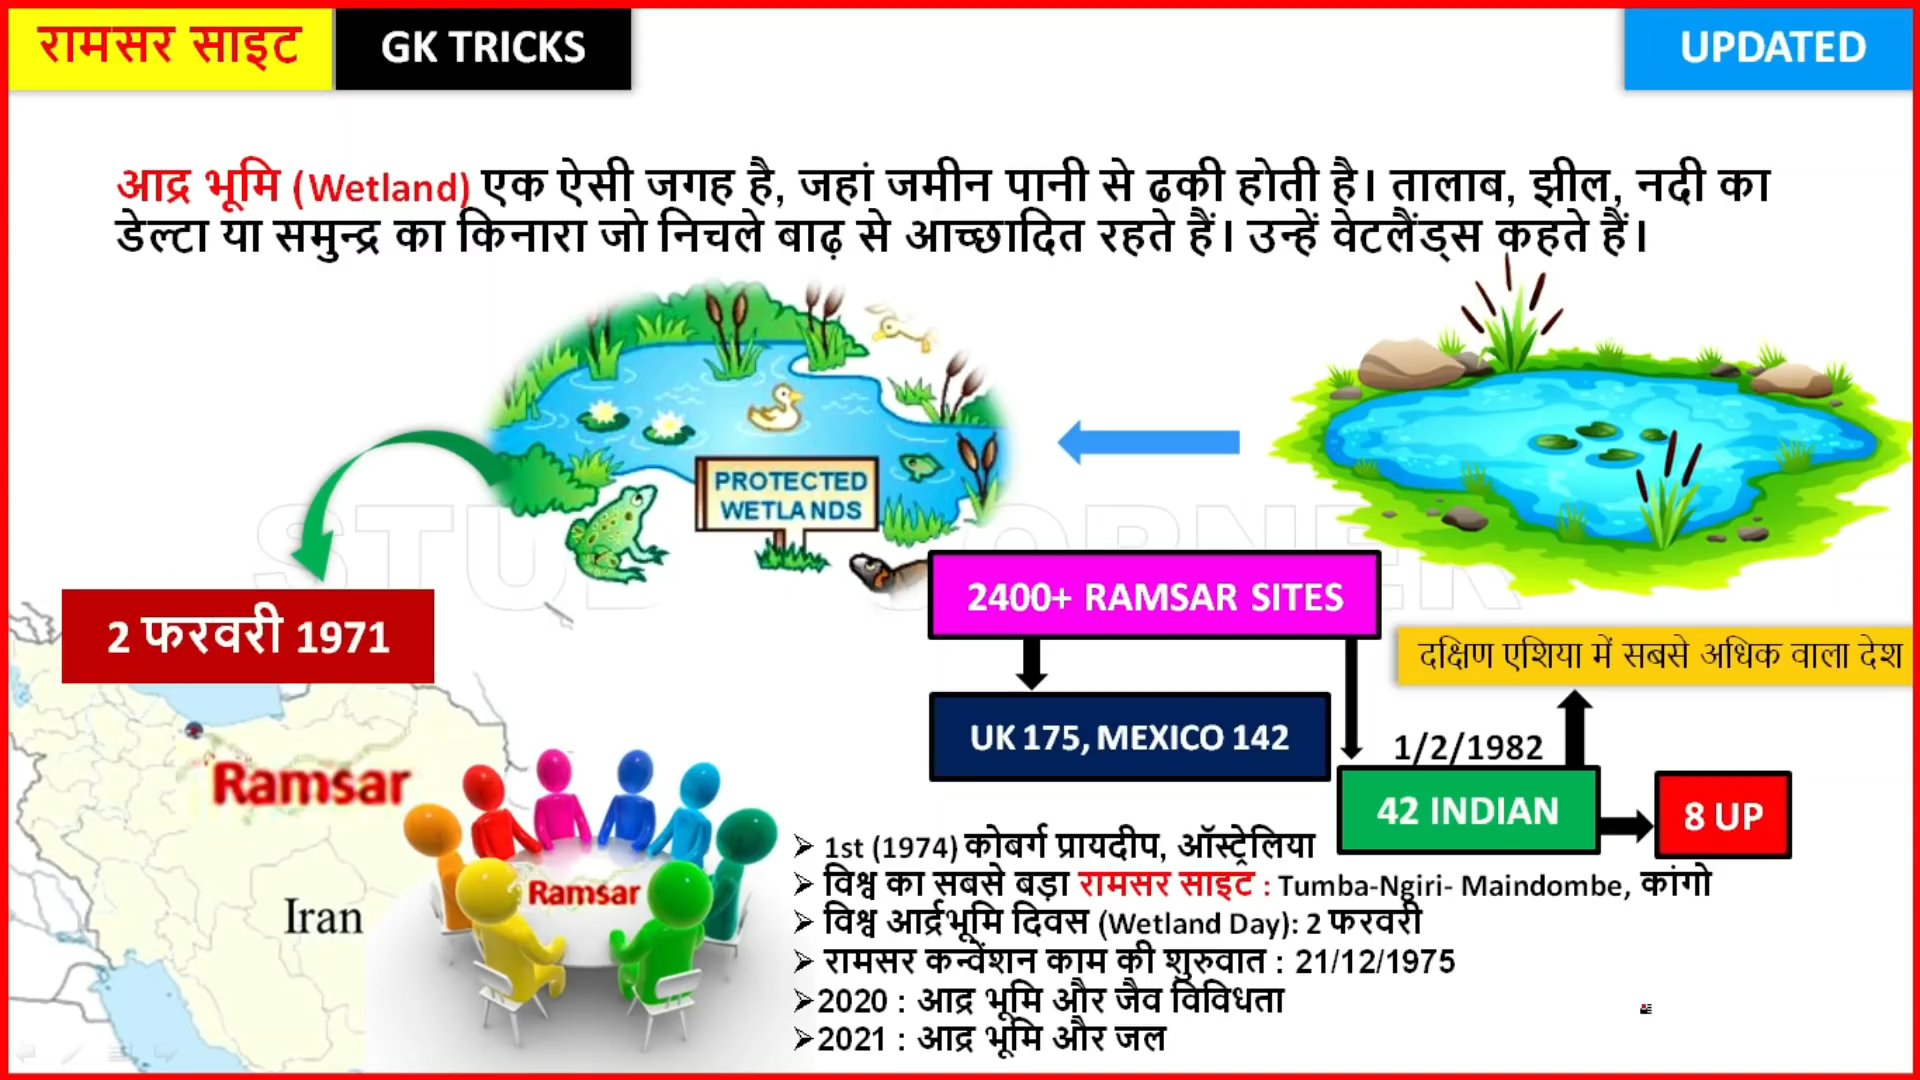 रामसर साइट
GK TRICKS
UPDATED
आद्र भूमि (Wetland) एक ऐसी जगह है, जहां जमीन पानी से ढकी होती है। तालाब, झील, नदी का
डेल्टा या समुन्द्र का किनारा जो निचले बाढ़ से आच्छादित रहते हैं। उन्हें वेटलैंड्स कहते हैं।
PROTECTED
WETLANDS
2400+ RAMSAR SITES
2 फरवरी 1971
दक्षिण एशिया में सबसे अधिक वाला देश
UK 175, MEXICO 142
1/2/1982
Ramsar
42 INDIAN
8 UP
➢ 1st (1974) कोबर्ग प्रायदीप, ऑस्ट्रेलिया
➢ विश्व का सबसे बड़ा रामसर साइट : Tumba-Ngiri- Maindombe, कांगो
Ramsar
Iran
➢ विश्व आर्द्रभूमि दिवस (Wetland Day): 2 फरवरी
➢ रामसर कन्वेंशन काम की शुरुवात : 21/12/1975
➢2020 : आद्र भूमि और जैव विविधता
➢2021 : आद्र भूमि और जल